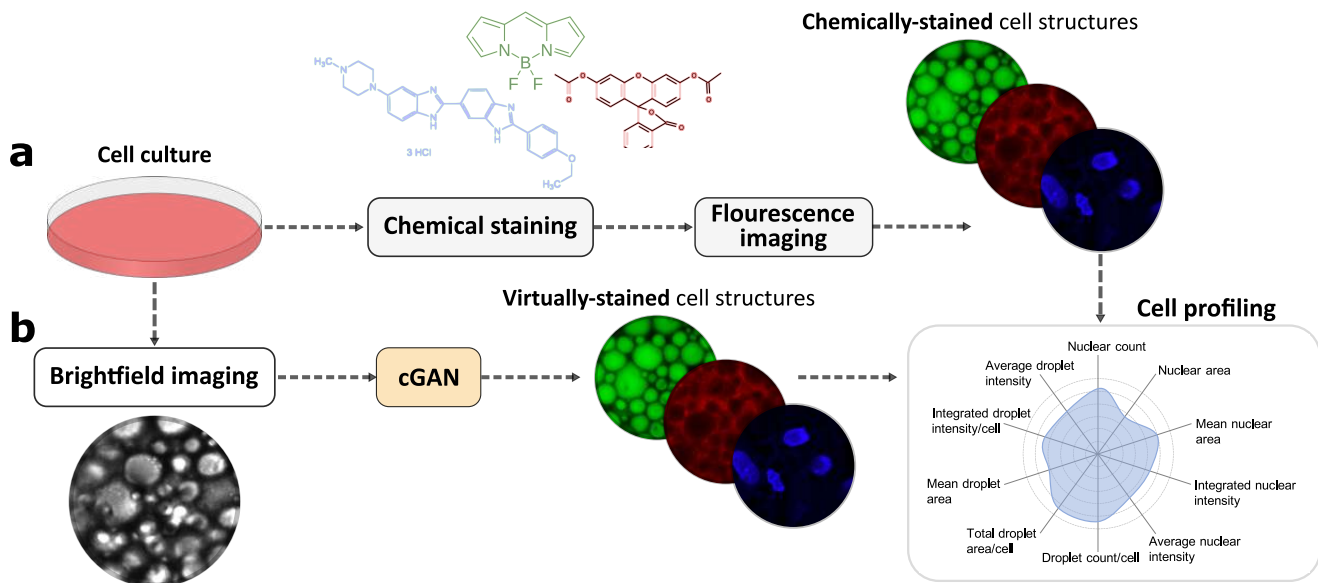 Chemically-stained cell structures
H₃C
N
N
N
N
B
F
F
O
O
O
O
O
O
O
N
NH
N
NH
3 HCl
O
H₃C
a
Cell culture
Chemical staining
Flourescence
imaging
b
Virtually-stained cell structures
Cell profiling
Brightfield imaging
cGAN
Nuclear count
Average droplet
intensity
Nuclear area
Integrated droplet
intensity/cell
Mean nuclear
area
Mean droplet
area
Integrated nuclear
intensity
Total droplet
area/cell
Average nuclear
intensity
Droplet count/cell